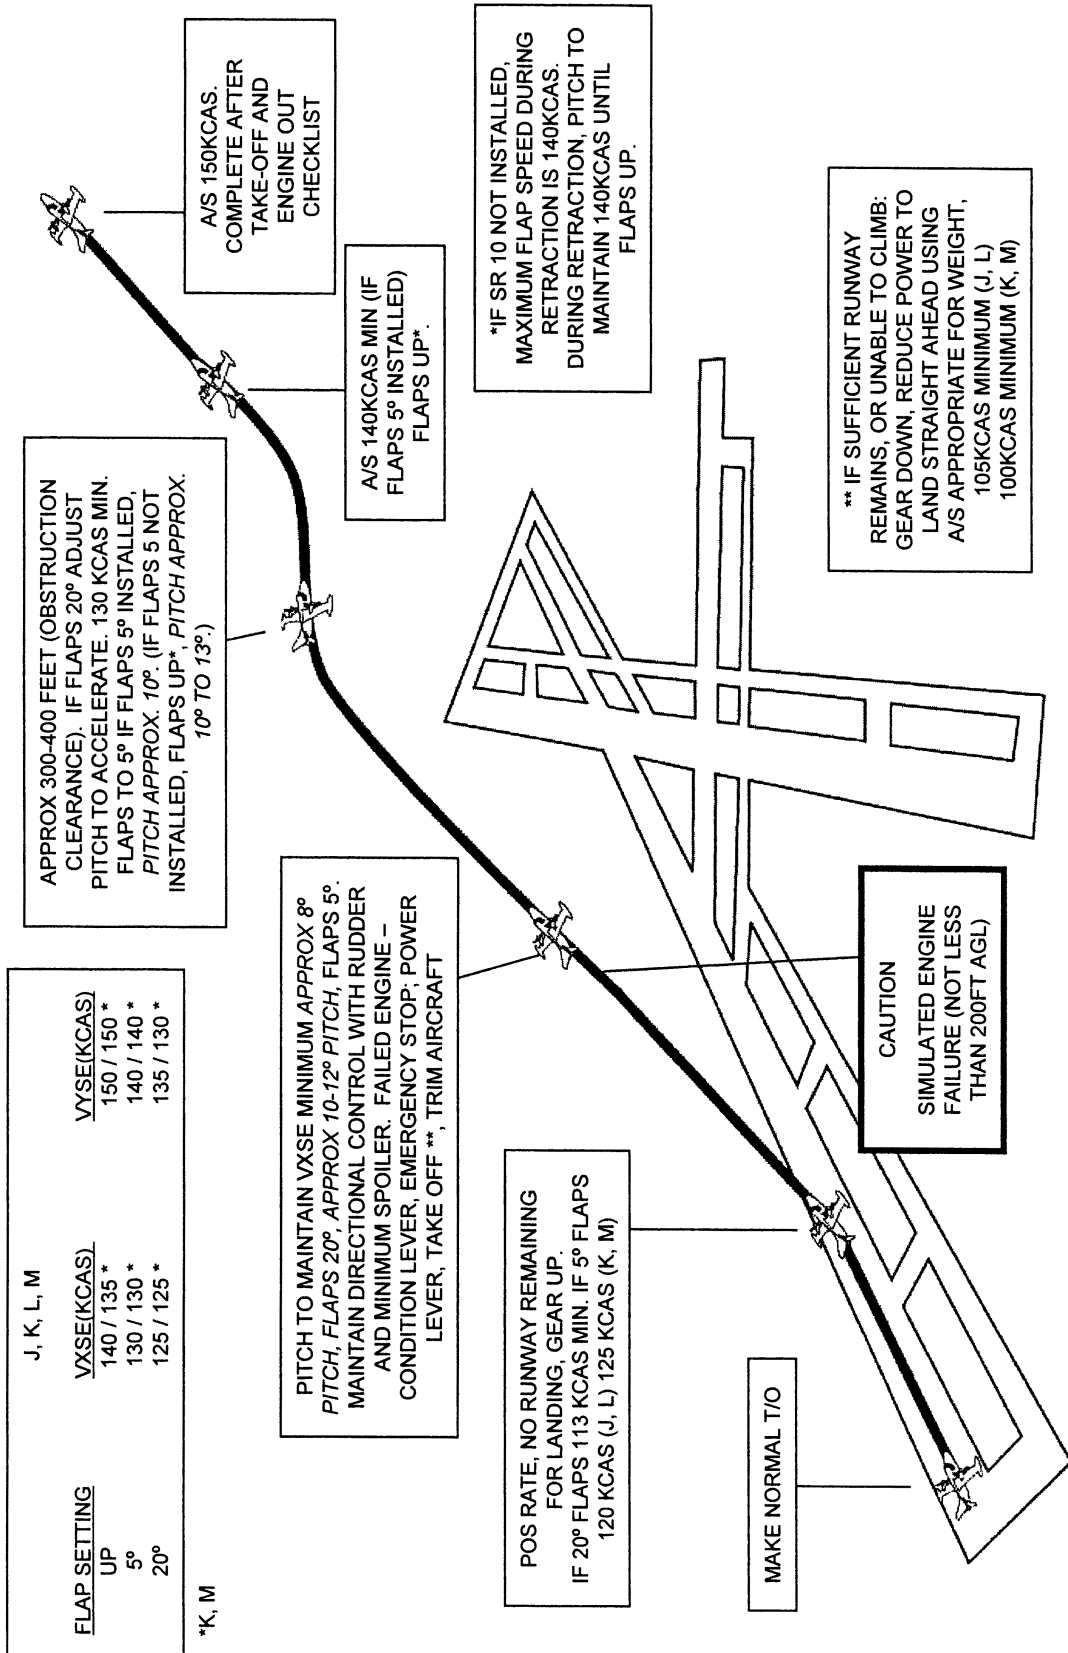 J, K, L, M
FLAP SETTING VXSE(KCAS) VYSE(KCAS)
UP 140 / 135 * 150 / 150 *
5º 130 / 130 * 140 / 140 *
20º 125 / 125 * 135 / 130 *
*K, M
APPROX 300-400 FEET (OBSTRUCTION
CLEARANCE). IF FLAPS 20º ADJUST
PITCH TO ACCELERATE. 130 KCAS MIN.
FLAPS TO 5º IF FLAPS 5º INSTALLED,
PITCH APPROX. 10º. (IF FLAPS 5 NOT
INSTALLED, FLAPS UP*, PITCH APPROX.
10º TO 13º.)
A/S 150KCAS.
COMPLETE AFTER
TAKE-OFF AND
ENGINE OUT
CHECKLIST
PITCH TO MAINTAIN VXSE MINIMUM APPROX 8º
PITCH, FLAPS 20º, APPROX 10-12º PITCH, FLAPS 5º.
MAINTAIN DIRECTIONAL CONTROL WITH RUDDER
AND MINIMUM SPOILER. FAILED ENGINE –
CONDITION LEVER, EMERGENCY STOP; POWER
LEVER, TAKE OFF **, TRIM AIRCRAFT
A/S 140KCAS MIN (IF
FLAPS 5º INSTALLED)
FLAPS UP*.
*IF SR 10 NOT INSTALLED,
MAXIMUM FLAP SPEED DURING
RETRACTION IS 140KCAS.
DURING RETRACTION, PITCH TO
MAINTAIN 140KCAS UNTIL
FLAPS UP.
POS RATE, NO RUNWAY REMAINING
FOR LANDING, GEAR UP.
IF 20º FLAPS 113 KCAS MIN. IF 5º FLAPS
120 KCAS (J, L) 125 KCAS (K, M)
MAKE NORMAL T/O
CAUTION
SIMULATED ENGINE
FAILURE (NOT LESS
THAN 200FT AGL)
** IF SUFFICIENT RUNWAY
REMAINS, OR UNABLE TO CLIMB:
GEAR DOWN, REDUCE POWER TO
LAND STRAIGHT AHEAD USING
A/S APPROPRIATE FOR WEIGHT,
105KCAS MINIMUM (J, L)
100KCAS MINIMUM (K, M)